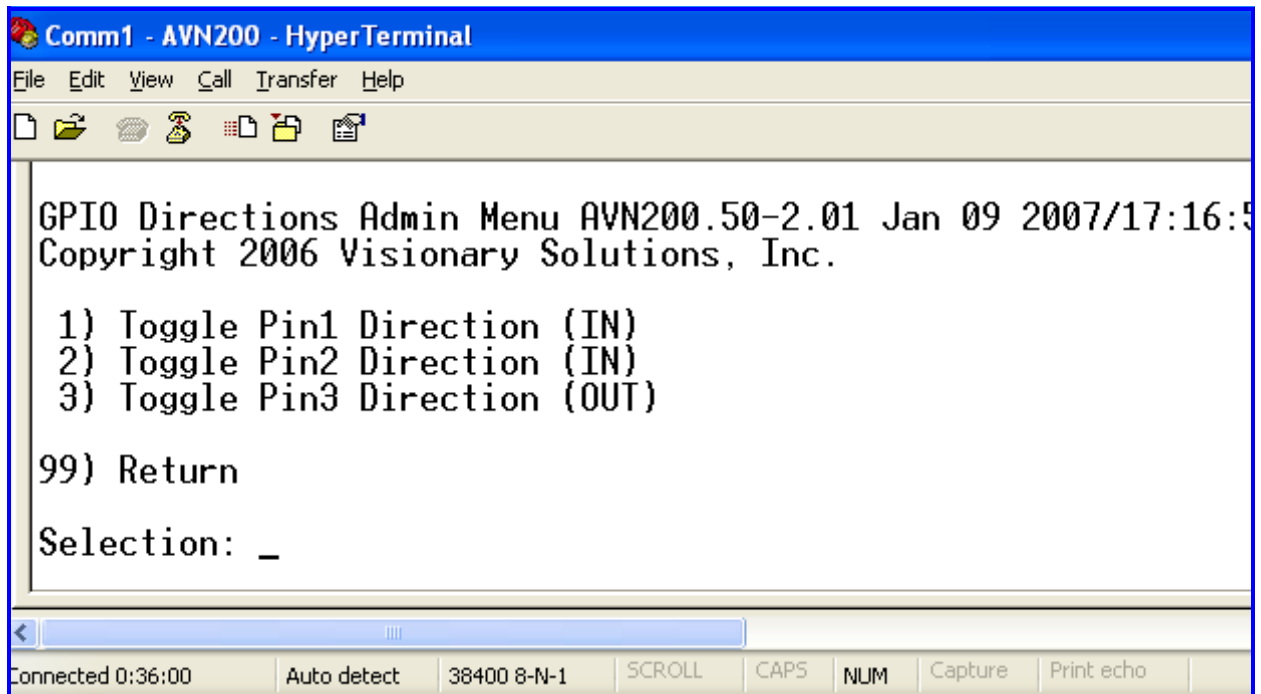 Comm1 - AVN200 - HyperTerminal
File Edit View Call Transfer Help
GPIO Directions Admin Menu AVN200.50-2.01 Jan 09 2007/17:16:5
Copyright 2006 Visionary Solutions, Inc.
1) Toggle Pin1 Direction (IN)
2) Toggle Pin2 Direction (IN)
3) Toggle Pin3 Direction (OUT)
99) Return
Selection: _
Connected 0:36:00 Auto detect 38400 8-N-1 SCROLL CAPS NUM Capture Print echo